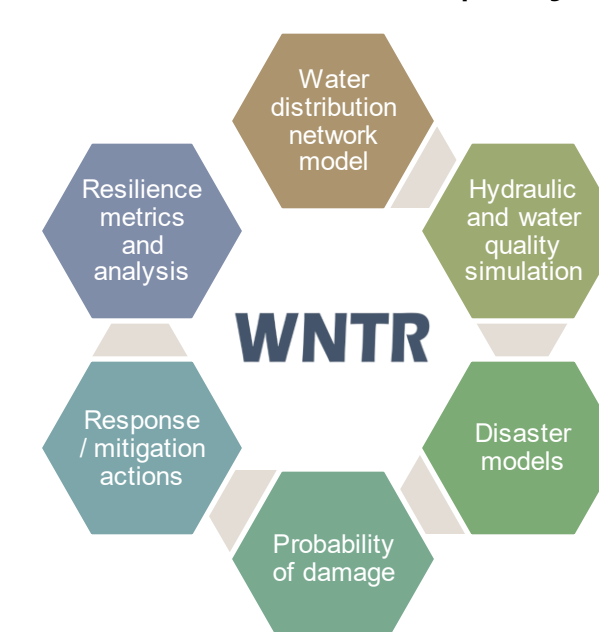 Water
distribution
network
model
Hydraulic
and water
quality
simulation
Disaster
models
Probability
of damage
Response
/ mitigation
actions
Resilience
metrics
and
analysis
WNTR